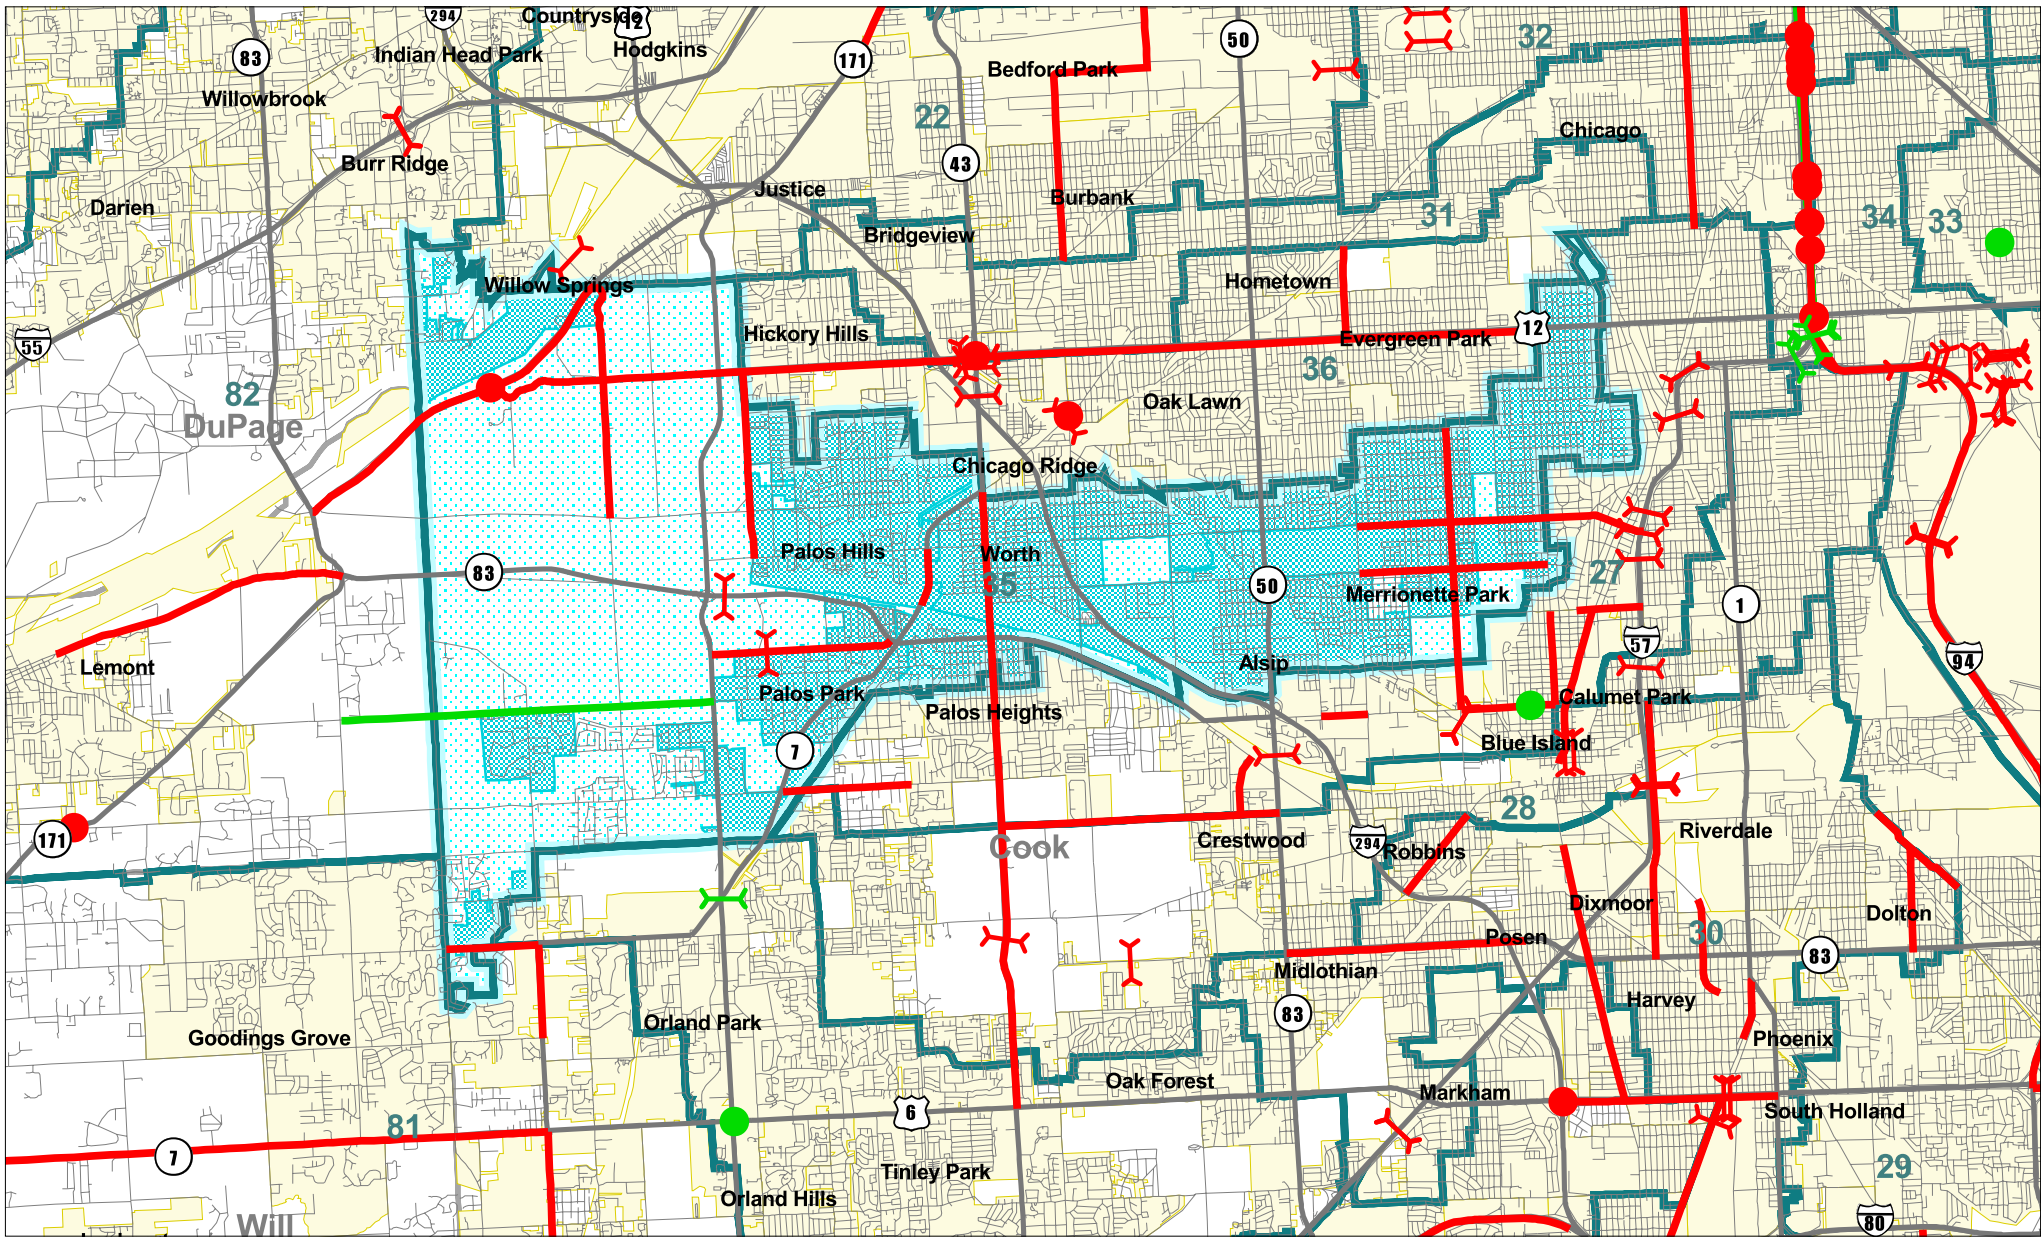 294
Countryside
12
Hodgkins
Indian Head Park
83
171
50
32
Bedford Park
Willowbrook
22
Chicago
Burr Ridge
43
Justice
Burbank
Darien
Bridgeview
31
34
33
Willow Springs
Hometown
Hickory Hills
12
Evergreen Park
55
36
82
DuPage
Oak Lawn
Chicago Ridge
Palos Hills
Worth
83
35
50
27
Merrionette Park
1
57
94
Lemont
Alsip
Palos Park
Calumet Park
Palos Heights
7
Blue Island
28
171
Cook
Crestwood
294
Robbins
Riverdale
Dixmoor
Dolton
Posen
30
83
Midlothian
Harvey
83
Goodings Grove
Orland Park
Phoenix
Oak Forest
Markham
6
South Holland
81
7
Tinley Park
29
Orland Hills
Will
80